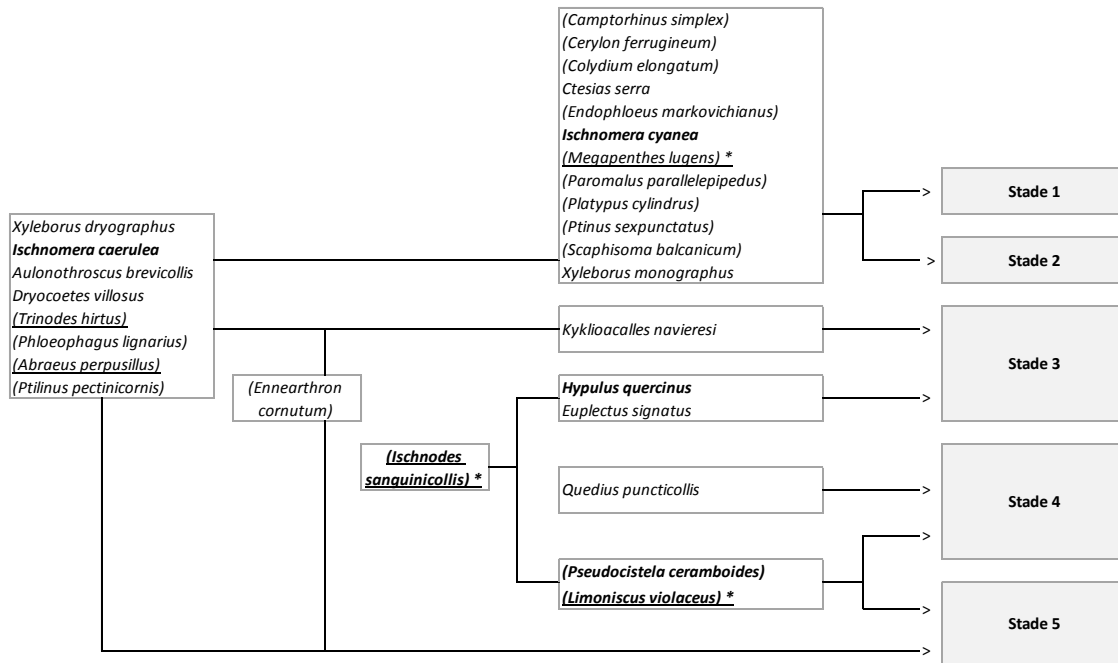 (Camptorhinus simplex)
(Cerylon ferrugineum)
(Colydium elongatum)
Ctesias serra
(Endophloeus markovichianus)
Ischnomera cyanea
(Megapenthes lugens) *
(Paromalus parallelepipedus)
(Platypus cylindrus)
(Ptinus sexpunctatus)
(Scaphisoma balcanicum)
Xyleborus monographus
> Stade 1
> Stade 2
Xyleborus dryographus
Ischnomera caerulea
Aulonothroscus brevicollis
Dryocoetes villosus
(Trinodes hirtus)
(Phloeophagus lignarius)
(Abraeus perpusillus)
(Ptilinus pectinicornis)
Kyklioacalles navieresi
>
Stade 3
(Ennearthron
cornutum)
Hypulus quercinus
Euplectus signatus
>
(Ischnodes
sanguinicollis) *
Quedius puncticollis
>
Stade 4
>
(Pseudocistela ceramboides)
(Limoniscus violaceus) *
>
Stade 5
>